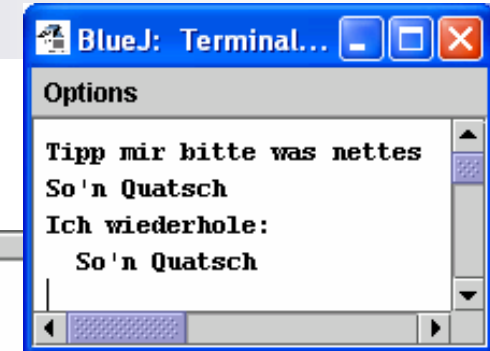 BlueJ: Terminal...
Options
Tipp mir bitte was nettes
So'n Quatsch
Ich wiederhole:
  So'n Quatsch